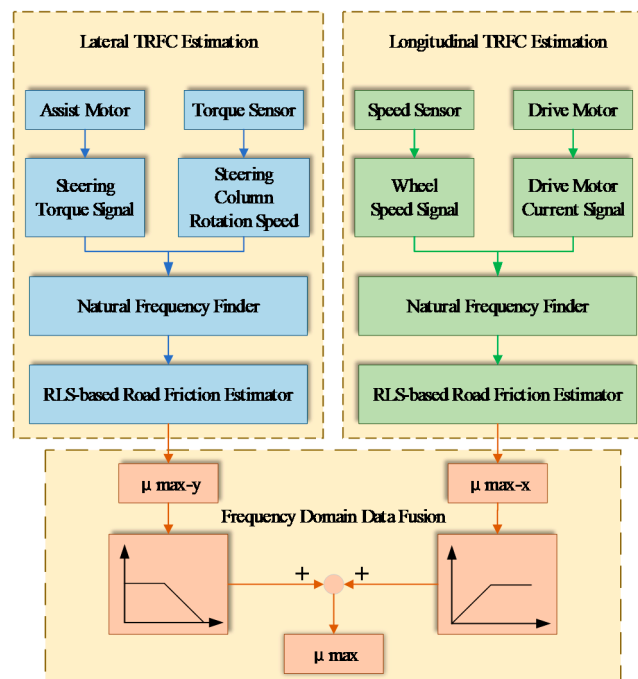 Lateral TRFC Estimation
Assist Motor
Torque Sensor
Steering
Torque Signal
Steering
Column
Rotation Speed
Natural Frequency Finder
RLS-based Road Friction Estimator
Longitudinal TRFC Estimation
Speed Sensor
Drive Motor
Wheel
Speed Signal
Drive Motor
Current Signal
Natural Frequency Finder
RLS-based Road Friction Estimator
μ max-y
μ max-x
Frequency Domain Data Fusion
+
+
μ max